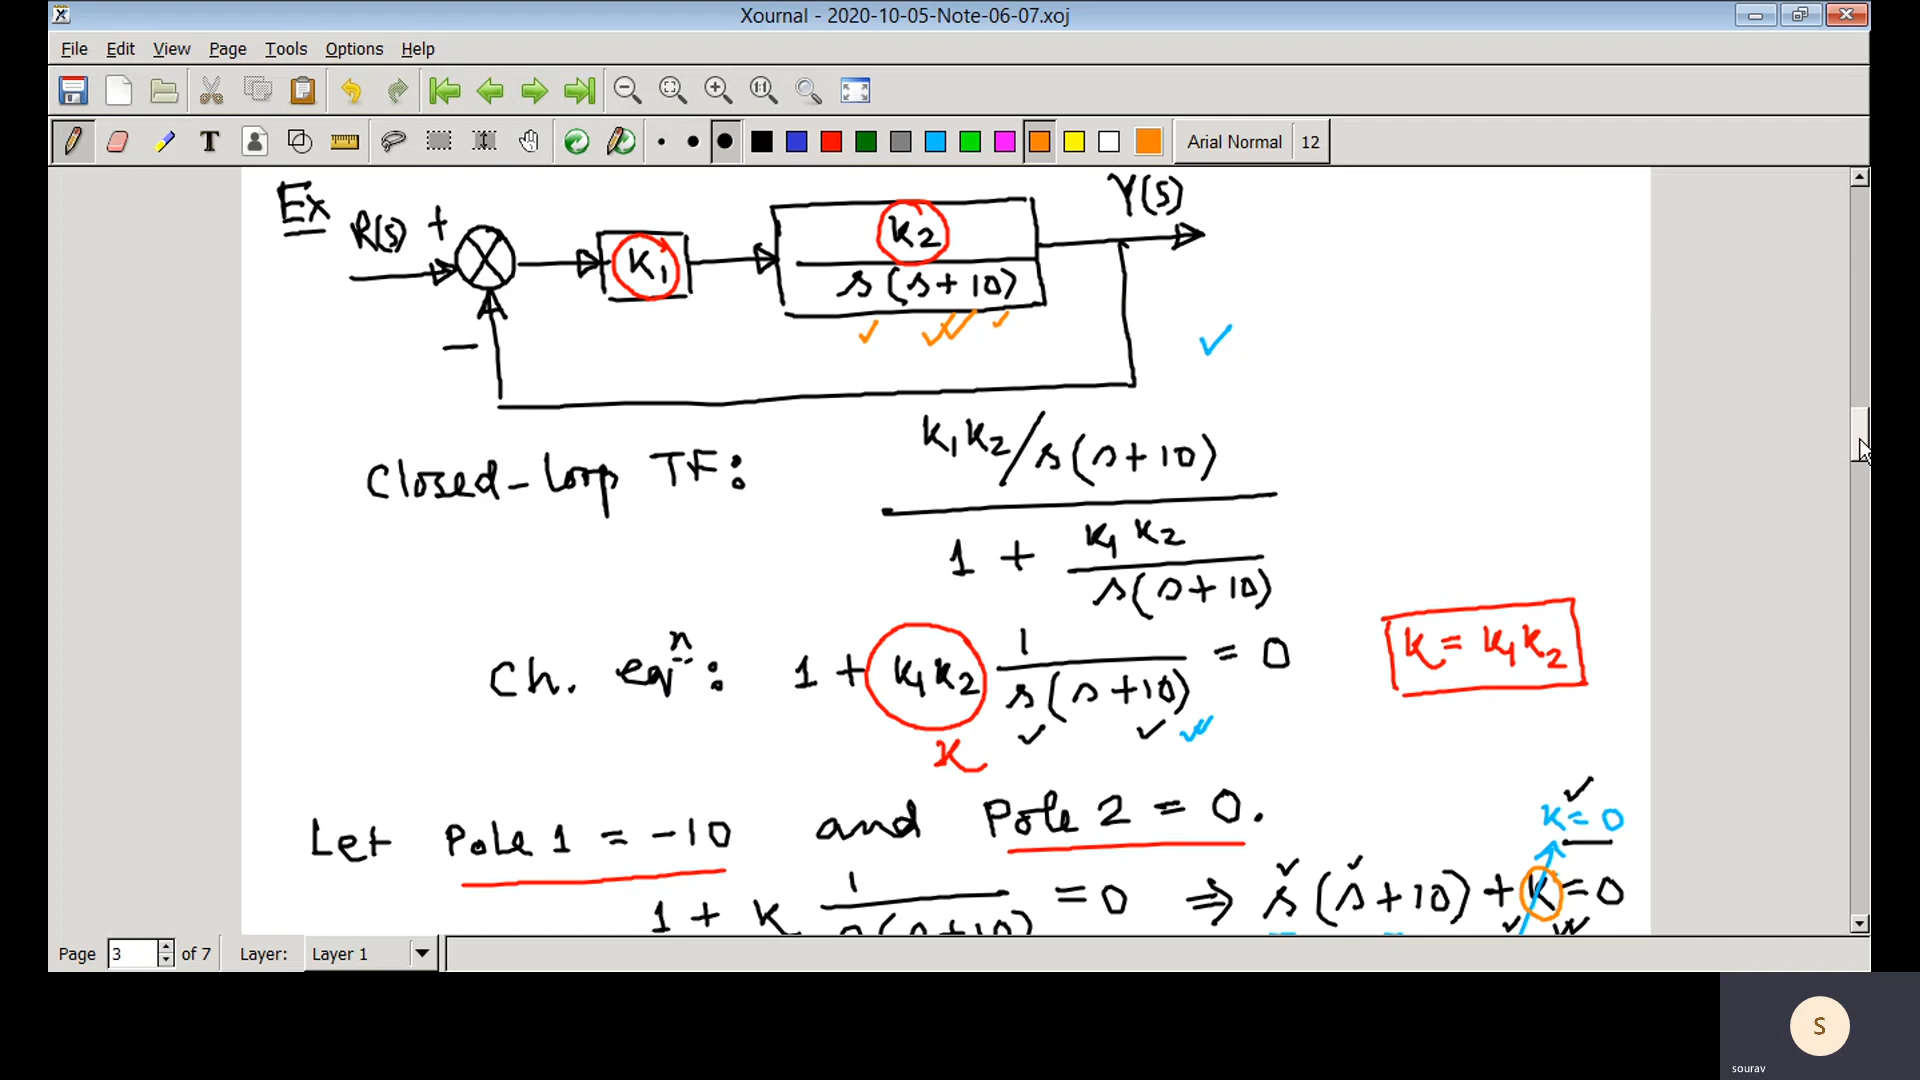 Xournal - 2020-10-05-Note-06-07.xoj
File Edit View Page Tools Options Help
Arial Normal 12
Ex
R(s) + K₁ K₂ Y(s)
s(s+10)
−
Closed-loop TF: K₁K₂/s(s+10)
1 + K₁K₂
s(s+10)
Ch. eqⁿ: 1 + K₁K₂ 1 = 0 K = K₁K₂
s(s+10)
K
Let Pole 1 = -10 and Pole 2 = 0. K = 0
1 + K 1 = 0 ⇒ s(s+10) + K = 0
s(s+10)
Page 3 of 7 Layer: Layer 1
S
sourav